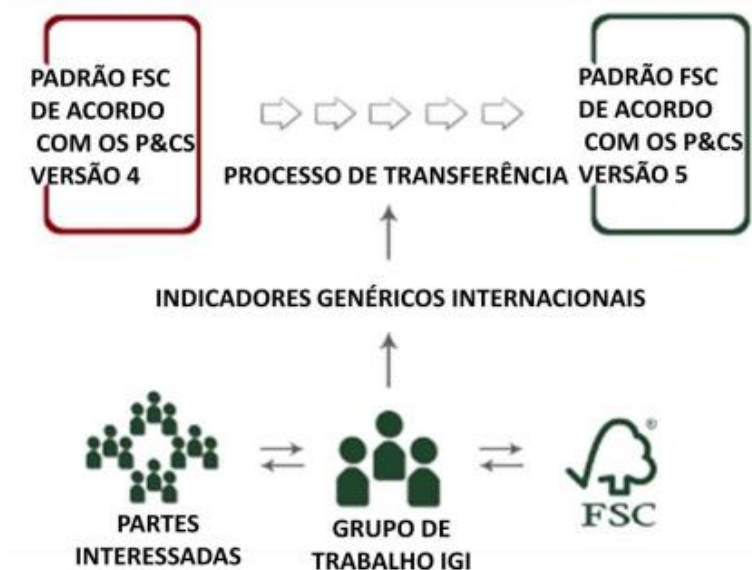 PADRÃO FSC
DE ACORDO
COM OS P&CS
VERSÃO 4
PROCESSO DE TRANSFERÊNCIA
PADRÃO FSC
DE ACORDO
COM OS P&CS
VERSÃO 5
INDICADORES GENÉRICOS INTERNACIONAIS
PARTES
INTERESSADAS
GRUPO DE
TRABALHO IGI
®
FSC